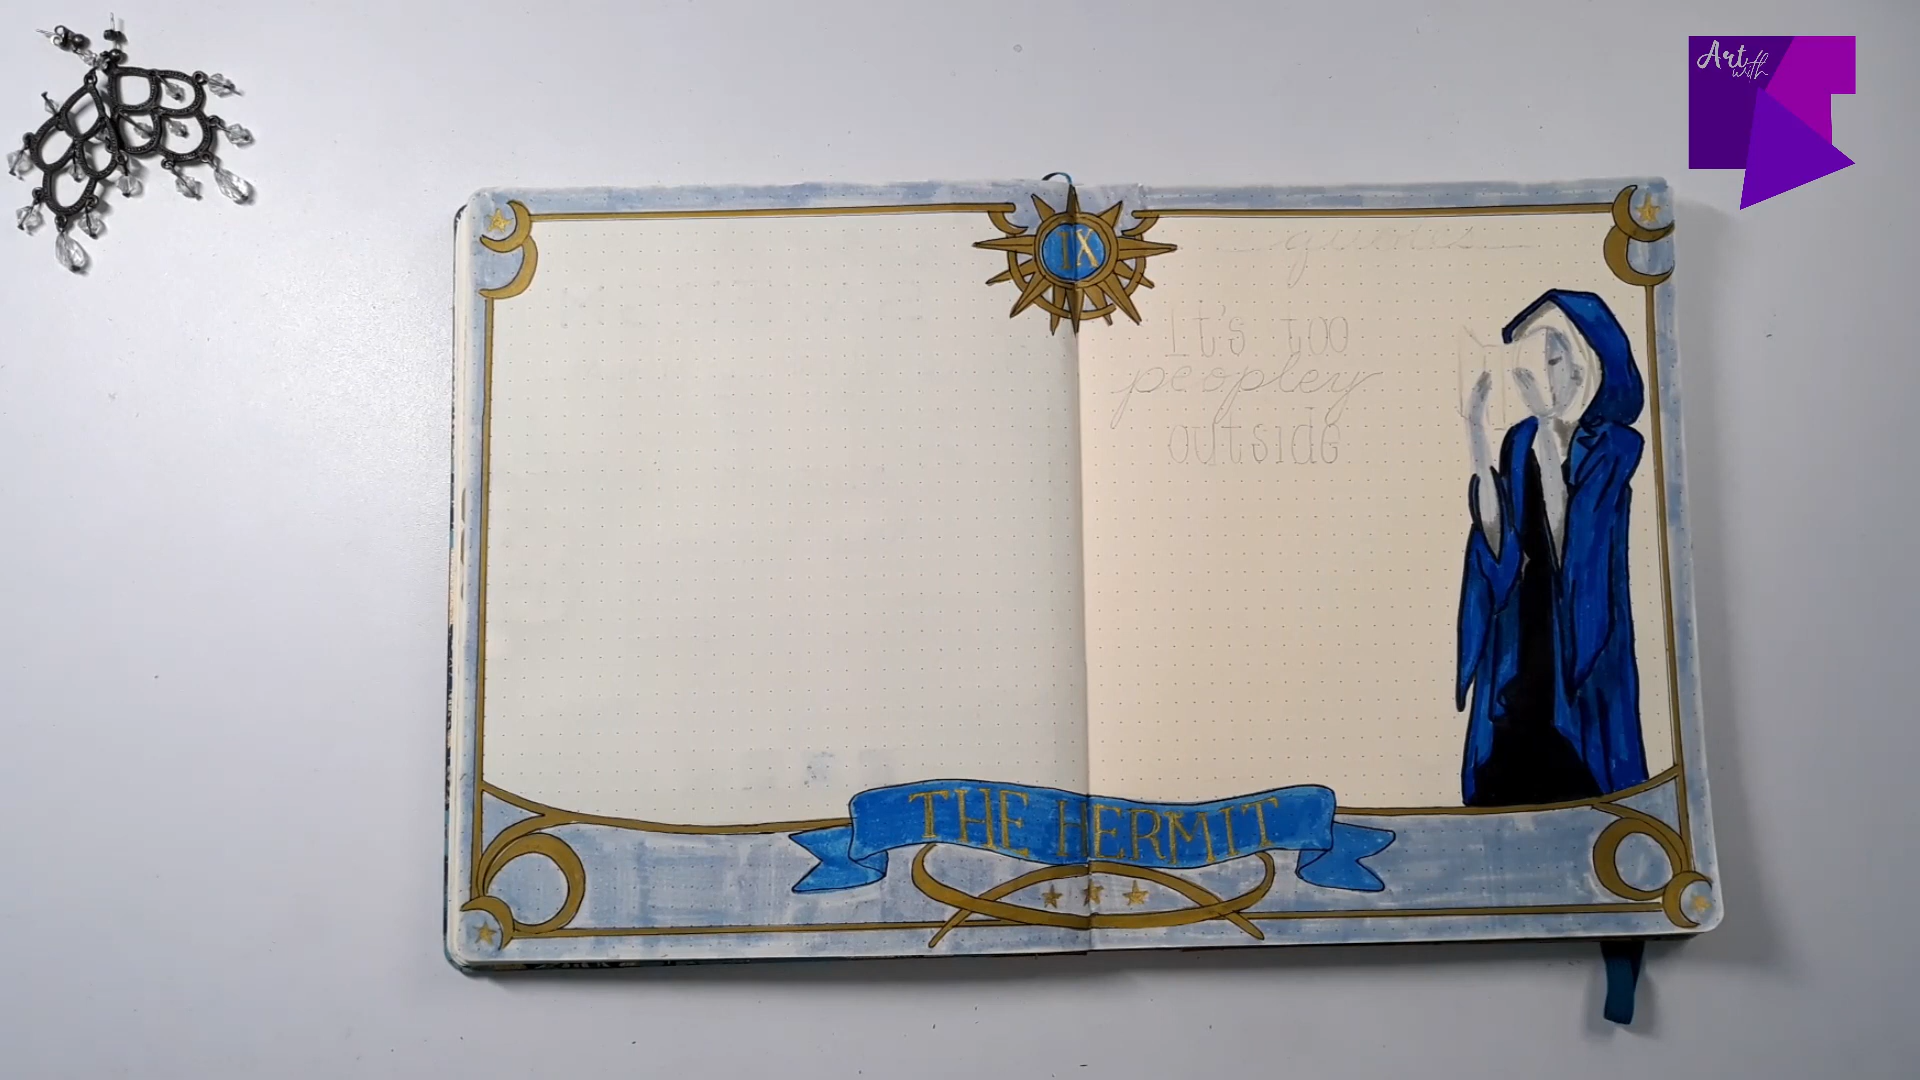 Art
with
IX
quotes
It's too
peopley
outside
THE HERMIT